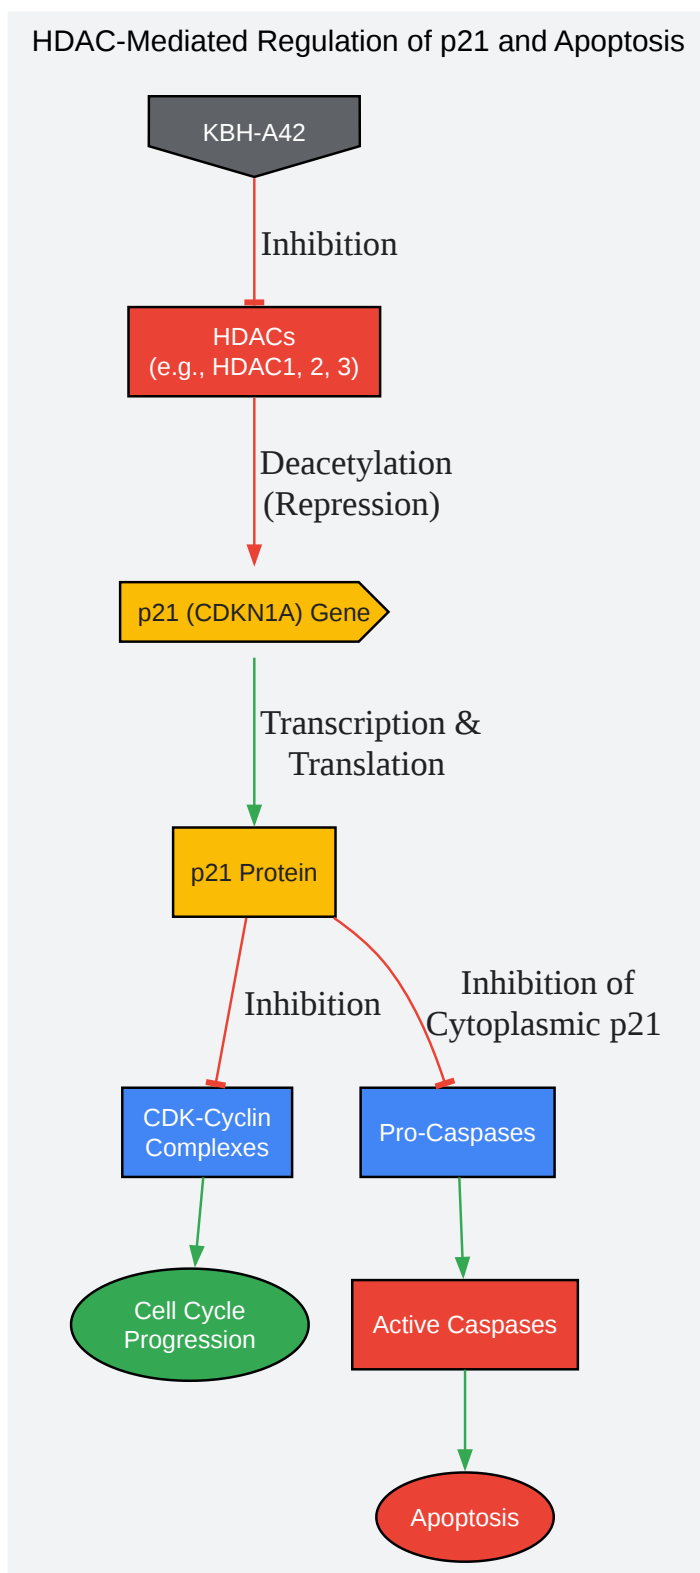 HDAC-Mediated Regulation of p21 and Apoptosis
KBH-A42
Inhibition
HDACs
(e.g., HDAC1, 2, 3)
Deacetylation
(Repression)
p21 (CDKN1A) Gene
Transcription &
Translation
p21 Protein
Inhibition
Inhibition of
Cytoplasmic p21
CDK-Cyclin
Complexes
Pro-Caspases
Cell Cycle
Progression
Active Caspases
Apoptosis